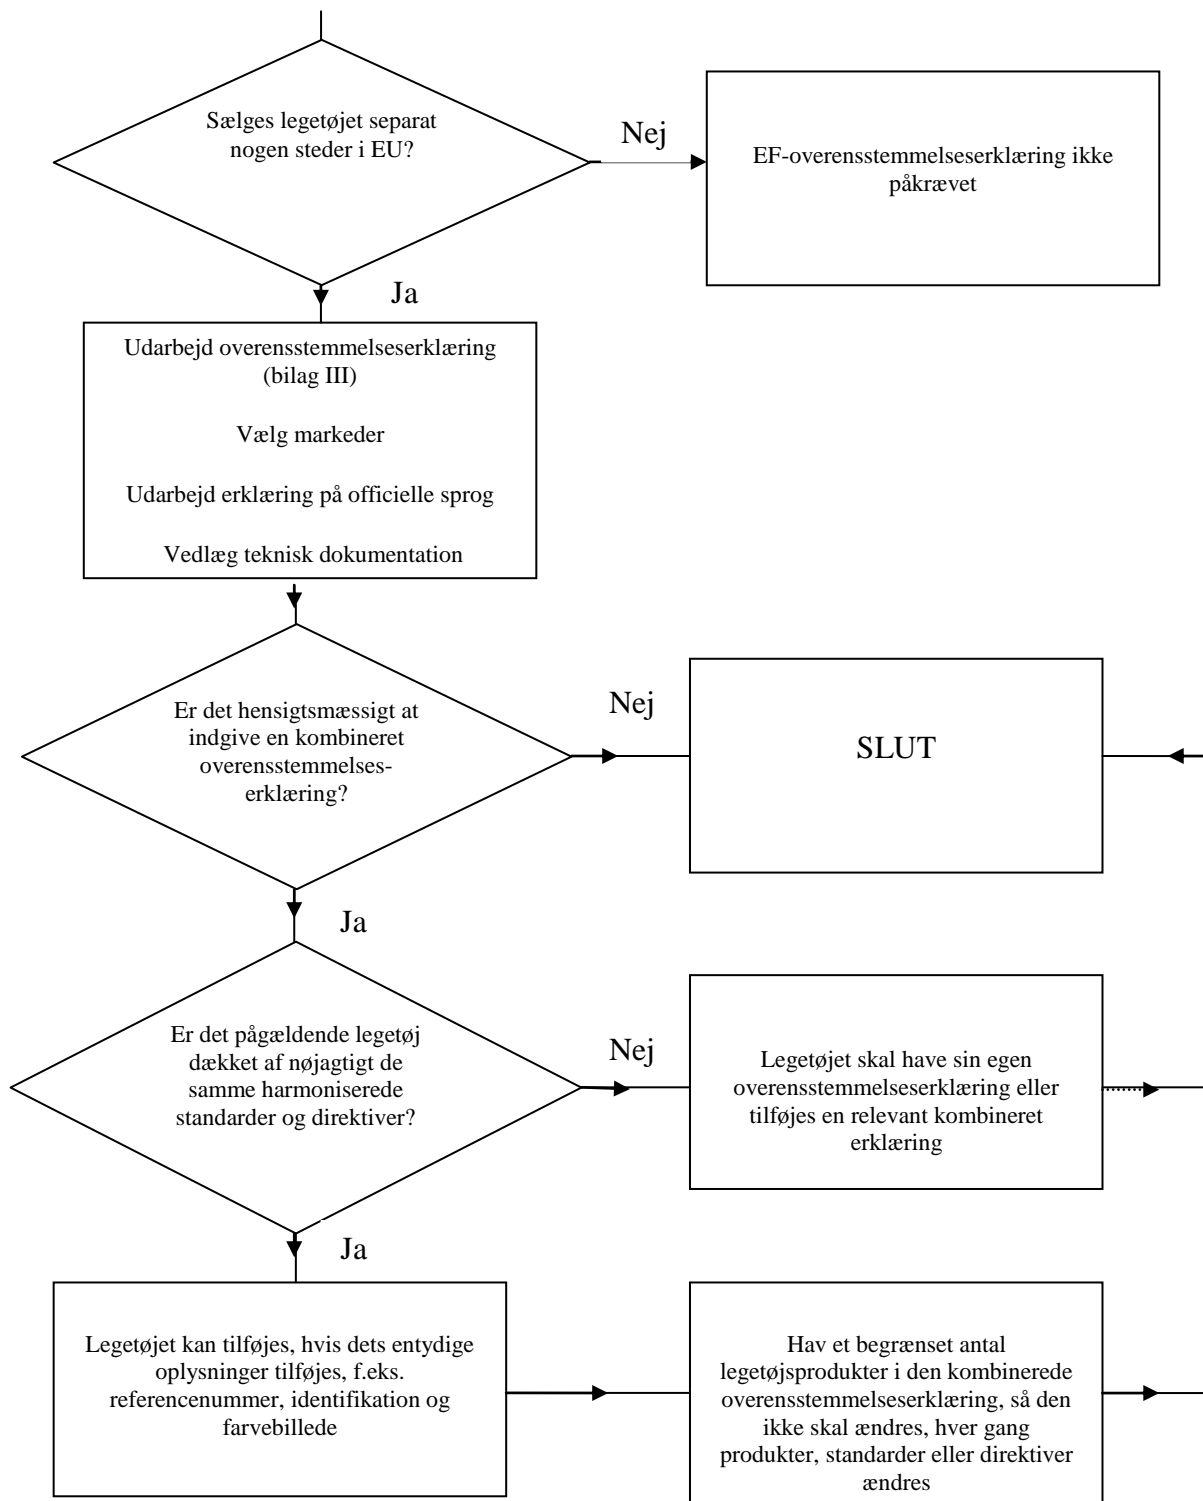 Sælges legetøjet separat
nogen steder i EU?
Nej
EF-overensstemmelseserklæring ikke
påkrævet
Ja
Udarbejd overensstemmelseserklæring
(bilag III)
Vælg markeder
Udarbejd erklæring på officielle sprog
Vedlæg teknisk dokumentation
Er det hensigtsmæssigt at
indgive en kombineret
overensstemmelses-
erklæring?
Nej
SLUT
Ja
Er det pågældende legetøj
dækket af nøjagtigt de
samme harmoniserede
standarder og direktiver?
Nej
Legetøjet skal have sin egen
overensstemmelseserklæring eller
tilføjes en relevant kombineret
erklæring
Ja
Legetøjet kan tilføjes, hvis dets entydige
oplysninger tilføjes, f.eks.
referencenummer, identifikation og
farvebillede
Hav et begrænset antal
legetøjsprodukter i den kombinerede
overensstemmelseserklæring, så den
ikke skal ændres, hver gang
produkter, standarder eller direktiver
ændres